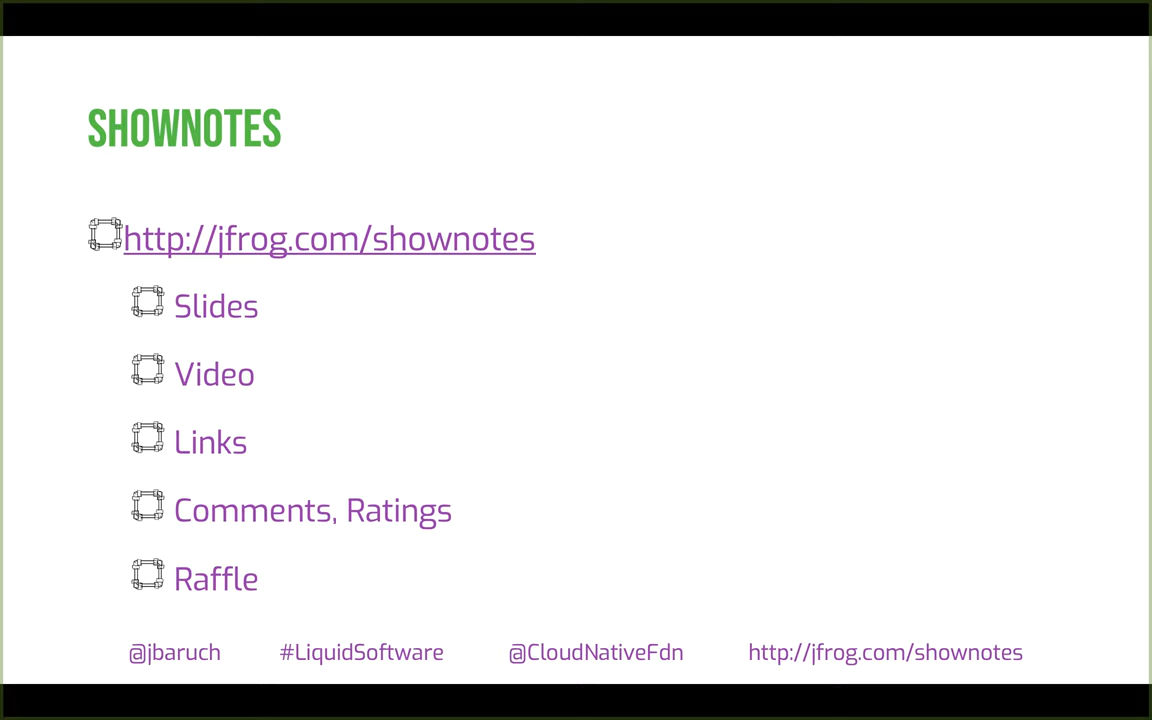 SHOWNOTES
http://jfrog.com/shownotes
Slides
Video
Links
Comments, Ratings
Raffle
@jbaruch #LiquidSoftware @CloudNativeFdn http://jfrog.com/shownotes